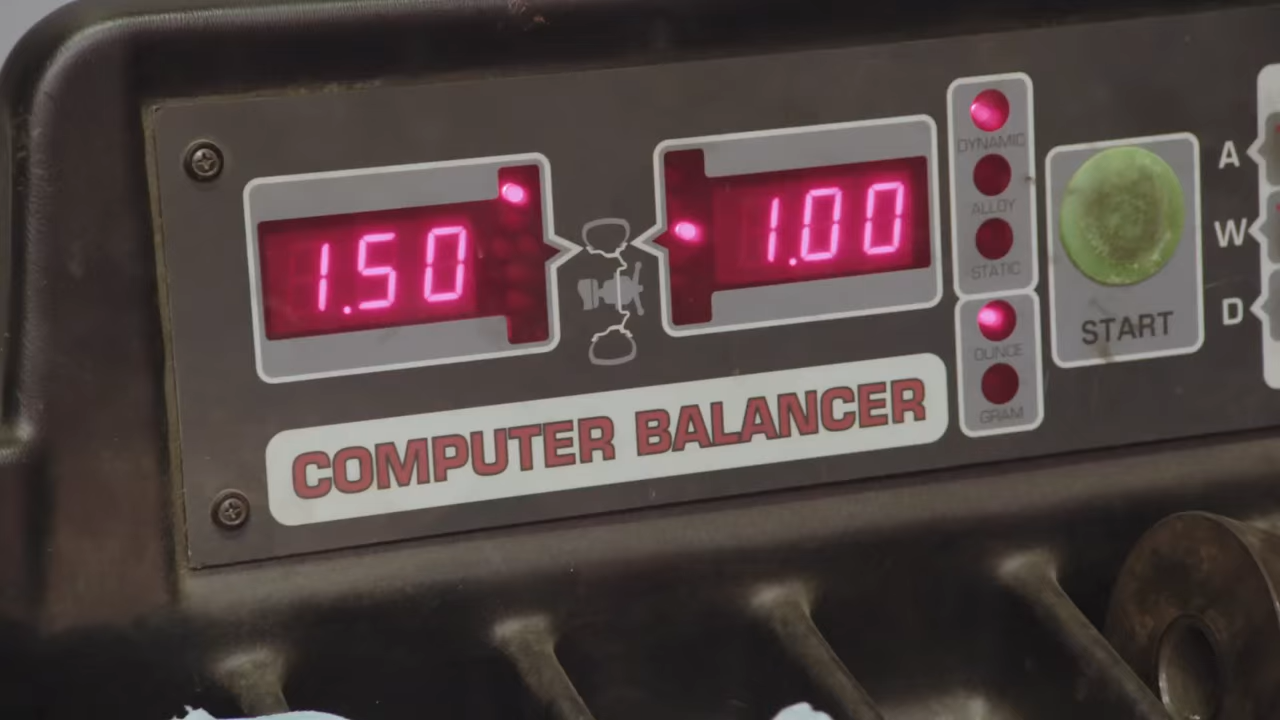 1.50
1.00
DYNAMIC
ALLOY
STATIC
OUNCE
GRAM
START
A
W
D
COMPUTER BALANCER